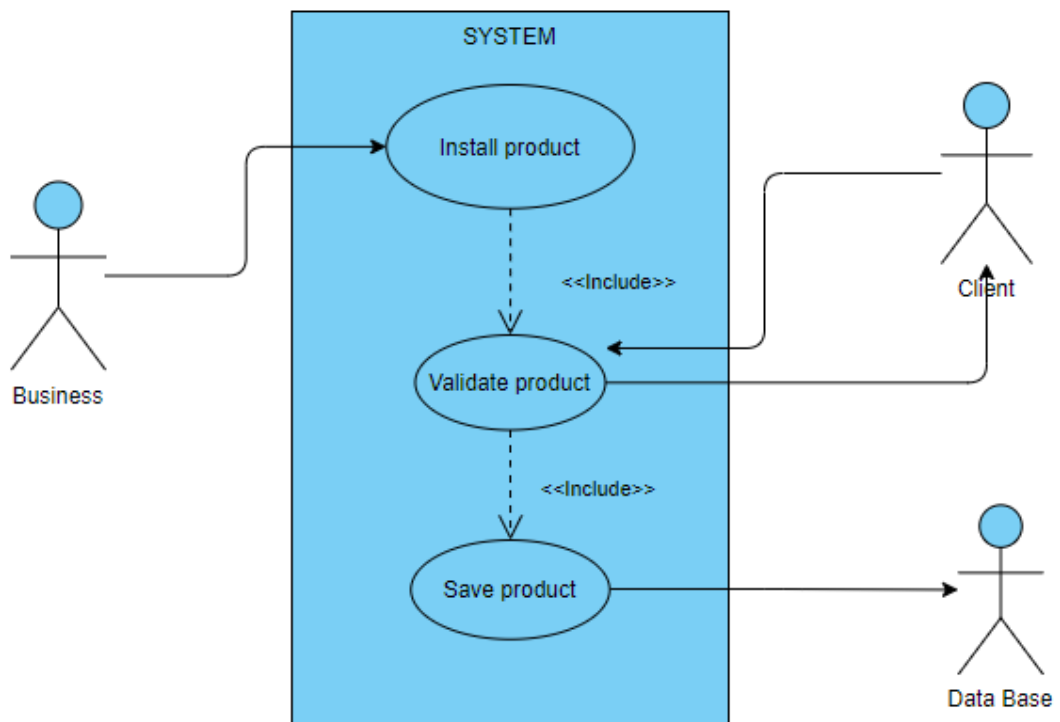 SYSTEM
Install product
<<Include>>
Client
Validate product
Business
<<Include>>
Save product
Data Base